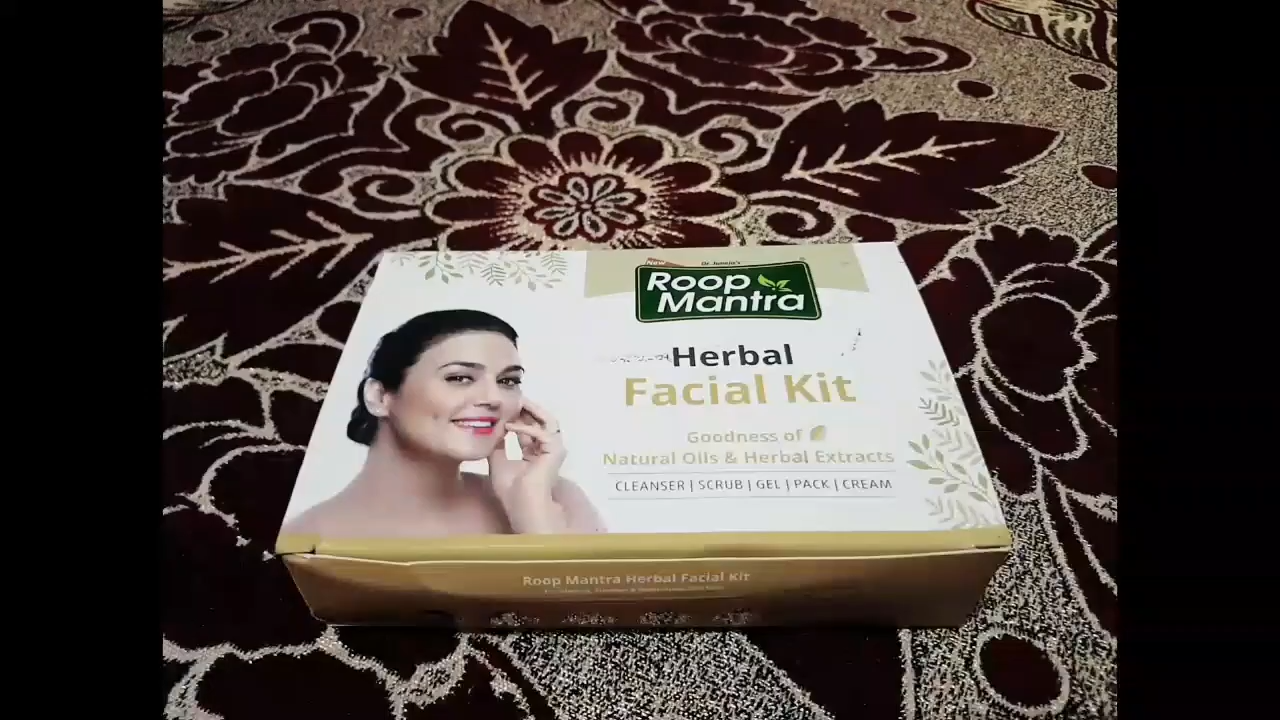 New
Dr. Juneja's
Roop
Mantra
Herbal
Facial Kit
Goodness of
Natural Oils & Herbal Extracts
CLEANSER | SCRUB | GEL | PACK | CREAM
Roop Mantra Herbal Facial Kit